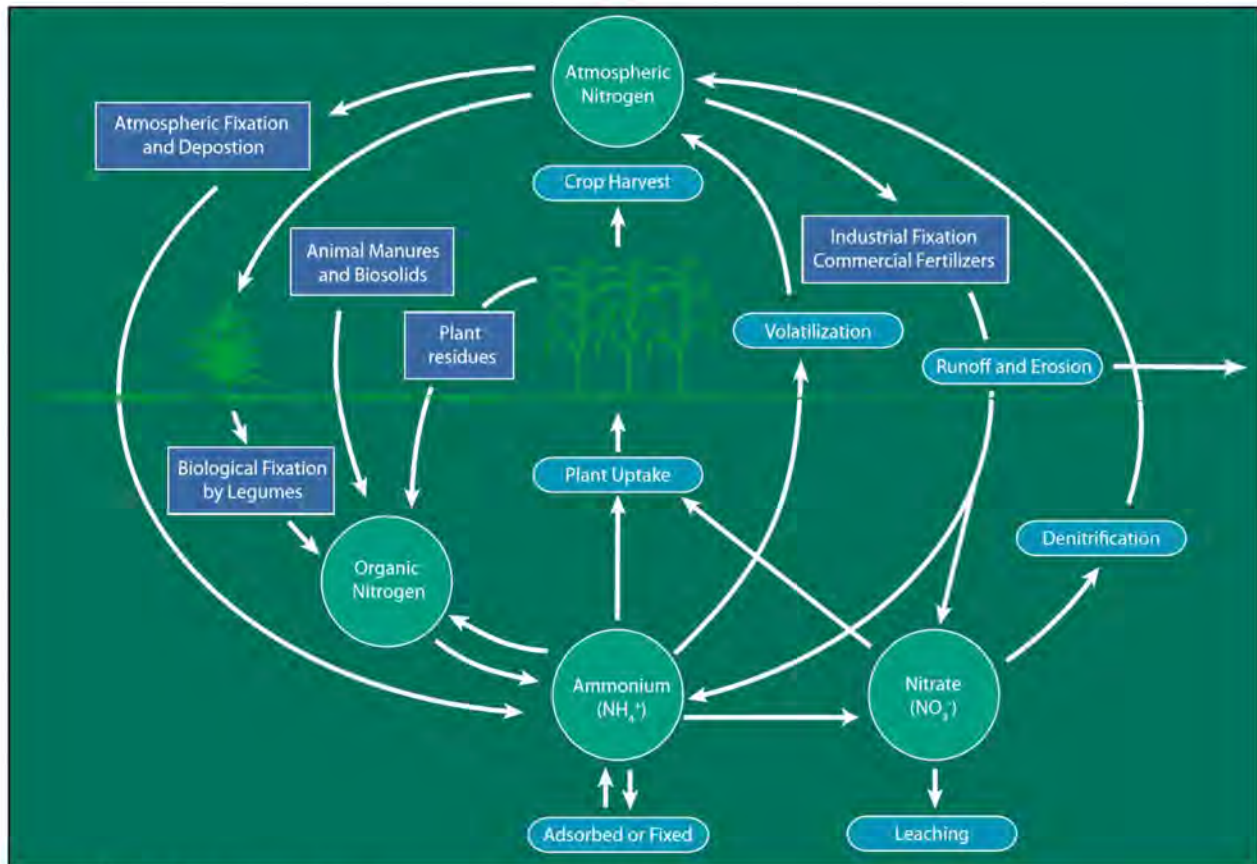 Atmospheric
Nitrogen
Atmospheric Fixation
and Depostion
Crop Harvest
Animal Manures
and Biosolids
Industrial Fixation
Commercial Fertilizers
Plant
residues
Volatilization
Runoff and Erosion
Biological Fixation
by Legumes
Plant Uptake
Denitrification
Organic
Nitrogen
Ammonium
(NH₄⁺)
Nitrate
(NO₃⁻)
Adsorbed or Fixed
Leaching